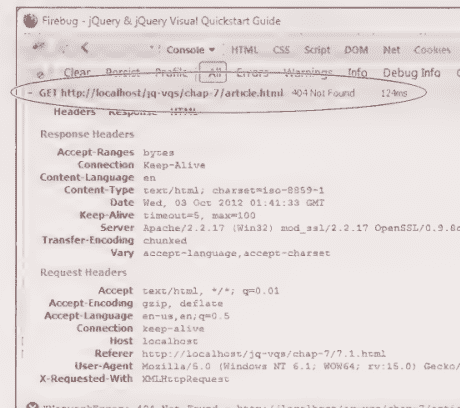 Firebug - jQuery & jQuery Visual Quickstart Guide
Console HTML CSS Script DOM Net Cookies
Clear Persist Profile All Errors Warnings Info Debug Info
GET http://localhost/jq-vqs/chap-7/article.html 404 Not Found 124ms
Headers Response HTML
Response Headers
Accept-Ranges bytes
Connection Keep-Alive
Content-Language en
Content-Type text/html; charset=iso-8859-1
Date Wed, 03 Oct 2012 01:41:33 GMT
Keep-Alive timeout=5, max=100
Server Apache/2.2.17 (Win32) mod_ssl/2.2.17 OpenSSL/0.9.8
Transfer-Encoding chunked
Vary accept-language,accept-charset
Request Headers
Accept text/html, */*; q=0.01
Accept-Encoding gzip, deflate
Accept-Language en-us,en;q=0.5
Connection keep-alive
Host localhost
Referer http://localhost/jq-vqs/chap-7/7.1.html
User-Agent Mozilla/5.0 (Windows NT 6.1; WOW64; rv:15.0) Gecko/
X-Requested-With XMLHttpRequest